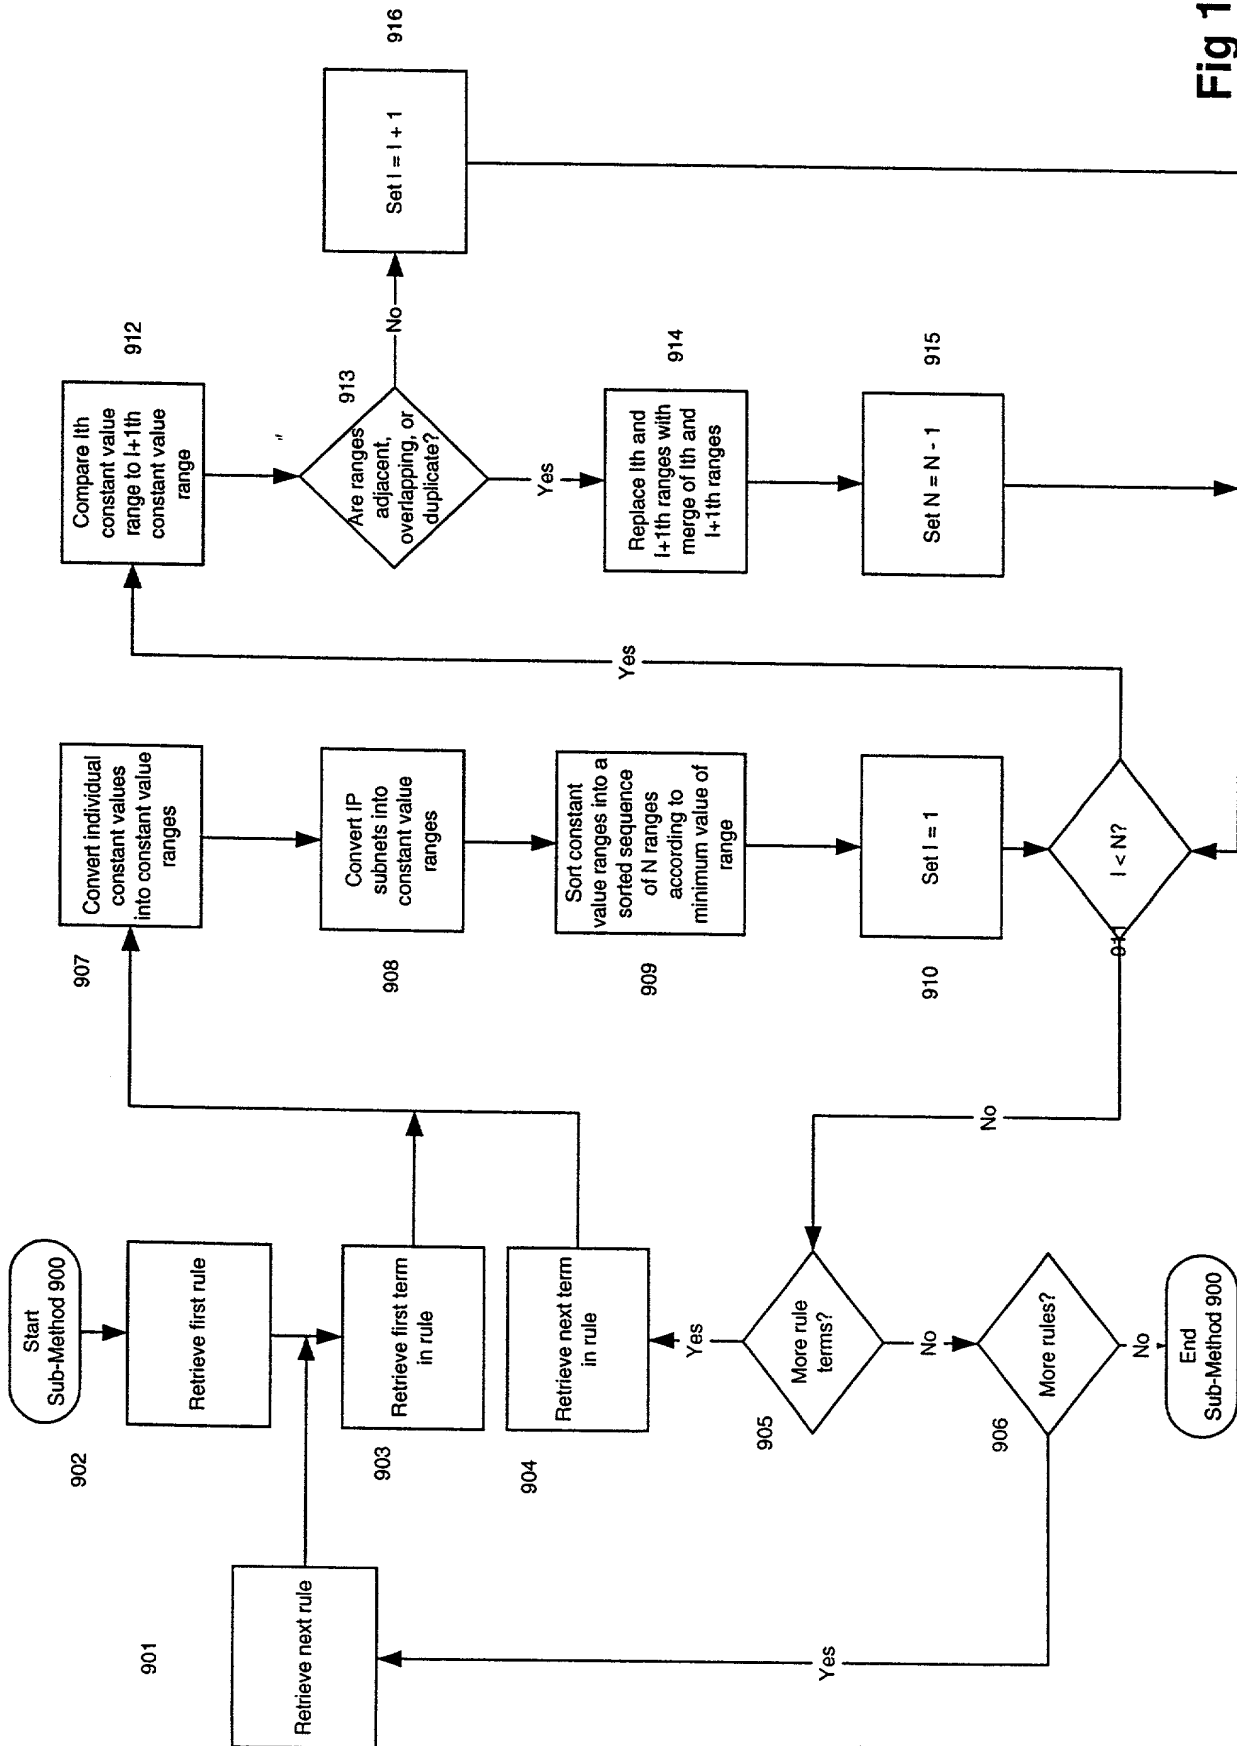 Start
Sub-Method 900
902
Retrieve first rule
901
Retrieve next rule
903
Retrieve first term
in rule
904
Retrieve next term
in rule
Yes
905
More rule
terms?
No
906
More rules?
Yes
No
End
Sub-Method 900
907
Convert individual
constant values
into constant value
ranges
908
Convert IP
subnets into
constant value
ranges
909
Sort constant
value ranges into a
sorted sequence
of N ranges
according to
minimum value of
range
910
Set I = 1
911
I < N?
No
Yes
912
Compare Ith
constant value
range to I+1th
constant value
range
913
Are ranges
adjacent,
overlapping, or
duplicate?
No
Yes
916
Set I = I + 1
914
Replace Ith and
I+1th ranges with
merge of Ith and
I+1th ranges
915
Set N = N - 1
Fig 1